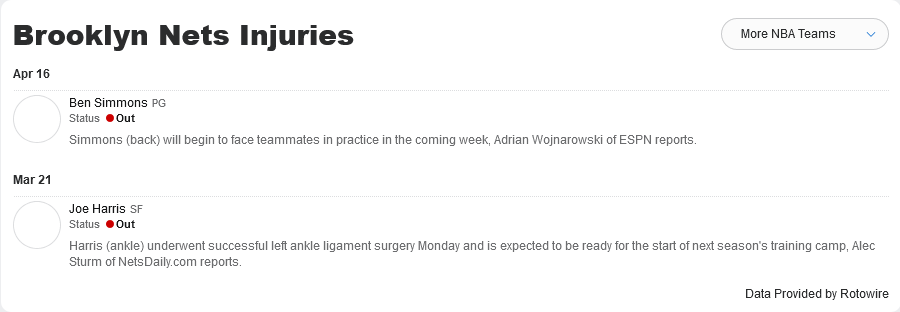 Brooklyn Nets Injuries
More NBA Teams
Apr 16
Ben Simmons PG
Status Out
Simmons (back) will begin to face teammates in practice in the coming week, Adrian Wojnarowski of ESPN reports.
Mar 21
Joe Harris SF
Status Out
Harris (ankle) underwent successful left ankle ligament surgery Monday and is expected to be ready for the start of next season's training camp, Alec
Sturm of NetsDaily.com reports.
Data Provided by Rotowire